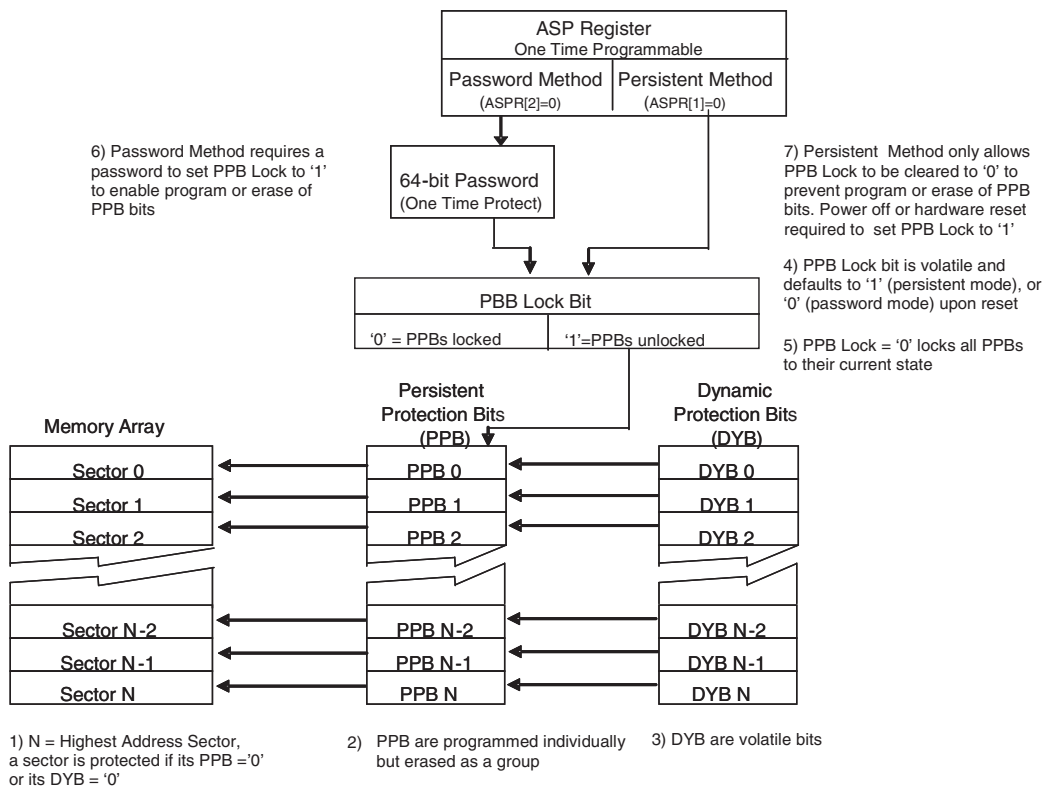 ASP Register
One Time Programmable
Password Method
(ASPR[2]=0)
Persistent Method
(ASPR[1]=0)
6) Password Method requires a
password to set PPB Lock to ‘1’
to enable program or erase of
PPB bits
64-bit Password
(One Time Protect)
7) Persistent Method only allows
PPB Lock to be cleared to ‘0’ to
prevent program or erase of PPB
bits. Power off or hardware reset
required to set PPB Lock to ‘1’
4) PPB Lock bit is volatile and
defaults to ‘1’ (persistent mode), or
‘0’ (password mode) upon reset
5) PPB Lock = ‘0’ locks all PPBs
to their current state
PBB Lock Bit
‘0’ = PPBs locked
‘1’=PPBs unlocked
Memory Array
Persistent
Protection Bits
(PPB)
Dynamic
Protection Bits
(DYB)
Sector 0
PPB 0
DYB 0
Sector 1
PPB 1
DYB 1
Sector 2
PPB 2
DYB 2
Sector N-2
PPB N-2
DYB N-2
Sector N-1
PPB N-1
DYB N-1
Sector N
PPB N
DYB N
1) N = Highest Address Sector,
a sector is protected if its PPB =’0’
or its DYB = ‘0’
2) PPB are programmed individually
but erased as a group
3) DYB are volatile bits